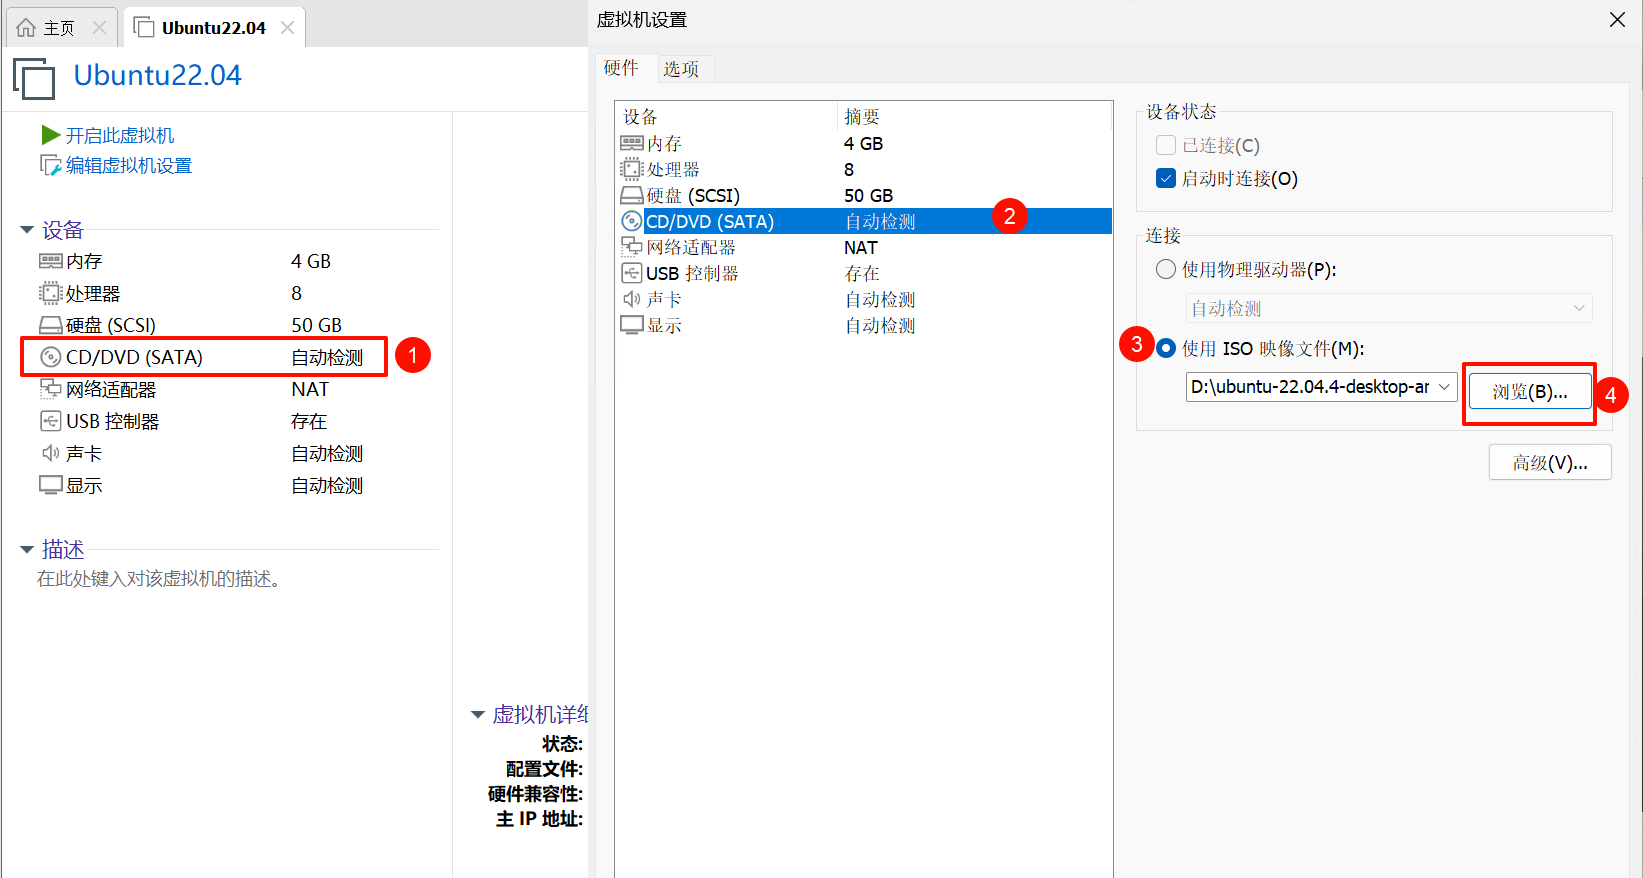 主页
Ubuntu22.04
Ubuntu22.04
开启此虚拟机
编辑虚拟机设置
设备
内存 4 GB
处理器 8
硬盘 (SCSI) 50 GB
CD/DVD (SATA) 自动检测 1
网络适配器 NAT
USB 控制器 存在
声卡 自动检测
显示 自动检测
描述
在此处键入对该虚拟机的描述。
虚拟机详细
状态:
配置文件:
硬件兼容性:
主 IP 地址:
虚拟机设置
硬件 选项
设备 摘要
内存 4 GB
处理器 8
硬盘 (SCSI) 50 GB
CD/DVD (SATA) 自动检测 2
网络适配器 NAT
USB 控制器 存在
声卡 自动检测
显示 自动检测
设备状态
已连接(C)
启动时连接(O)
连接
使用物理驱动器(P):
自动检测
3 使用 ISO 映像文件(M):
D:\ubuntu-22.04.4-desktop-ar 浏览(B)... 4
高级(V)...